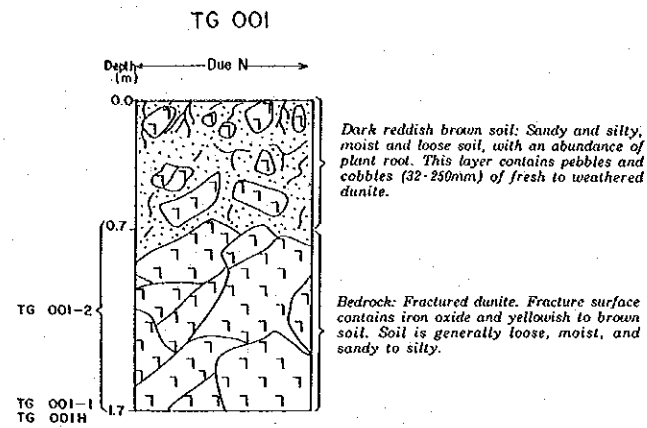 TG 001
Depth
(m)
Due N
0.0
Dark reddish brown soil: Sandy and silty,
moist and loose soil, with an abundance of
plant root. This layer contains pebbles and
cobbles (32-250mm) of fresh to weathered
dunite.
0.7
TG 001-2
Bedrock: Fractured dunite. Fracture surface
contains iron oxide and yellowish to brown
soil. Soil is generally loose, moist, and
sandy to silty.
TG 001-1
TG 001H
1.7